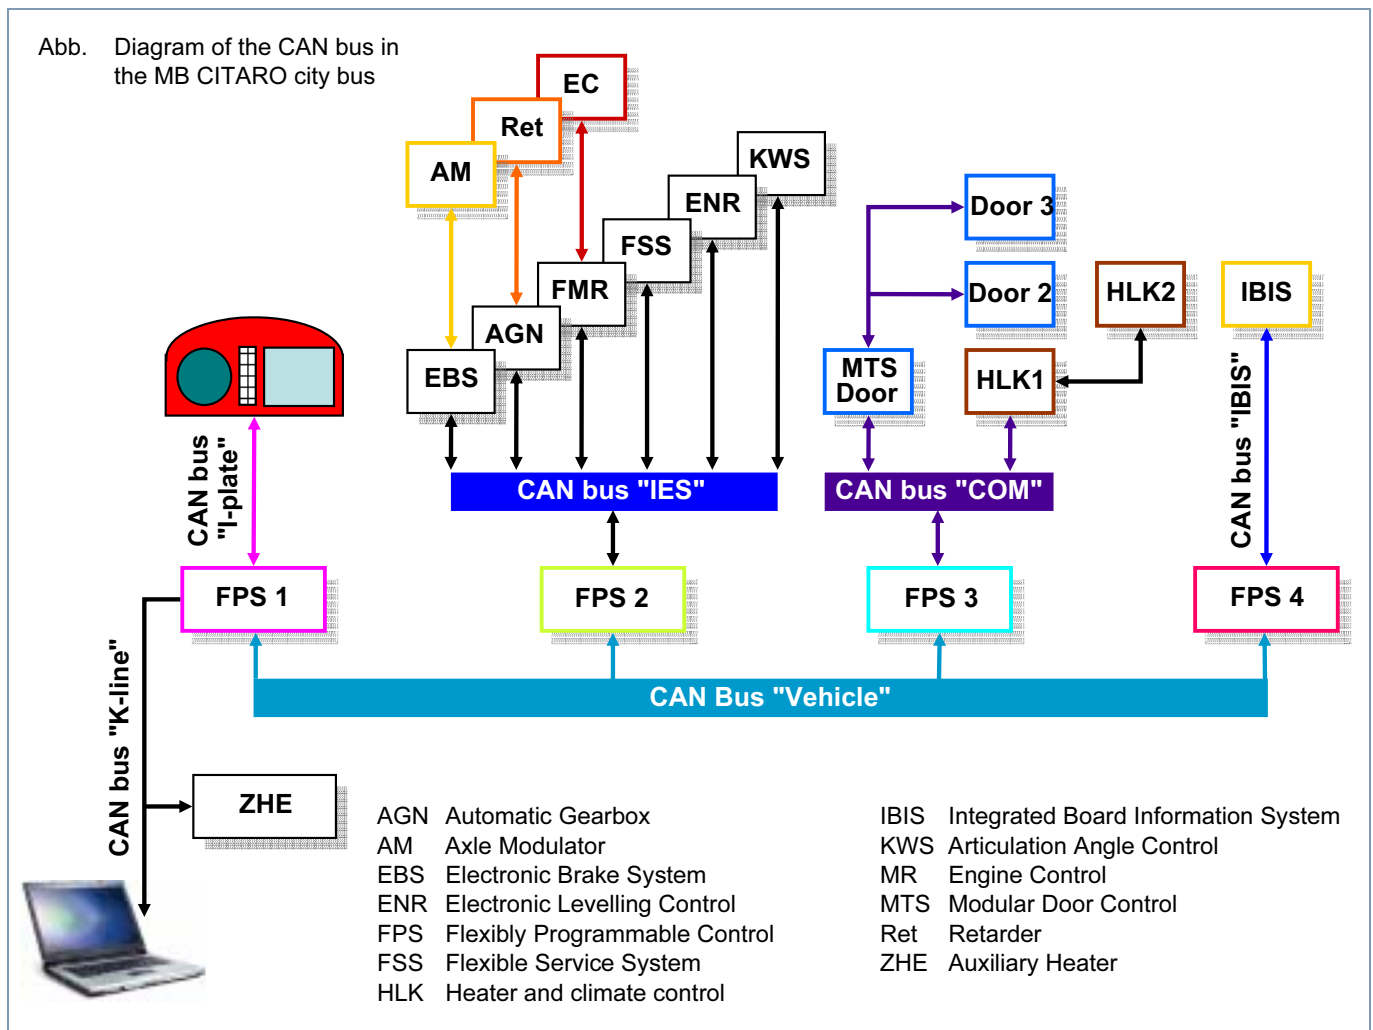 Abb. Diagram of the CAN bus in
the MB CITARO city bus
EC
Ret
AM
KWS
ENR
FSS
FMR
AGN
EBS
Door 3
Door 2
MTS
Door
HLK1
HLK2
IBIS
CAN bus
"I-plate"
CAN bus "IES"
CAN bus "COM"
CAN bus "IBIS"
FPS 1
FPS 2
FPS 3
FPS 4
CAN Bus "Vehicle"
CAN bus "K-line"
ZHE
AGN Automatic Gearbox
AM Axle Modulator
EBS Electronic Brake System
ENR Electronic Levelling Control
FPS Flexibly Programmable Control
FSS Flexible Service System
HLK Heater and climate control
IBIS Integrated Board Information System
KWS Articulation Angle Control
MR Engine Control
MTS Modular Door Control
Ret Retarder
ZHE Auxiliary Heater